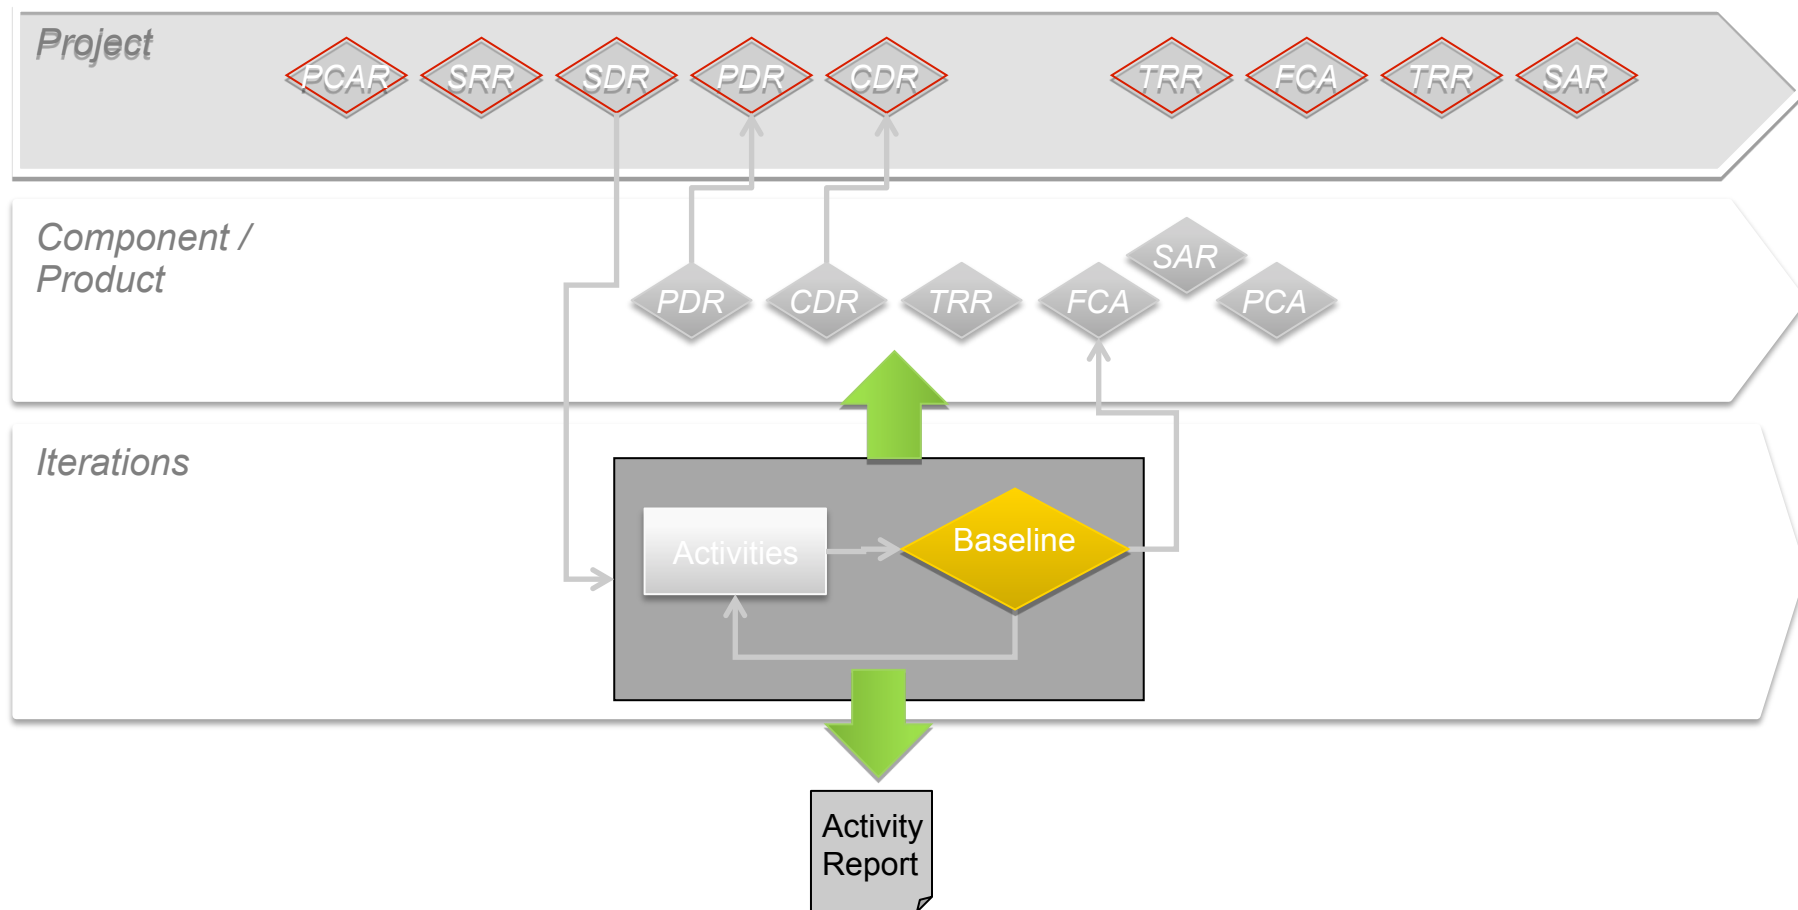 Project
PCAR SRR SDR PDR CDR TRR FCA TRR SAR
Component /
Product
SAR
PDR CDR TRR FCA PCA
Iterations
Activities
Baseline
Activity
Report